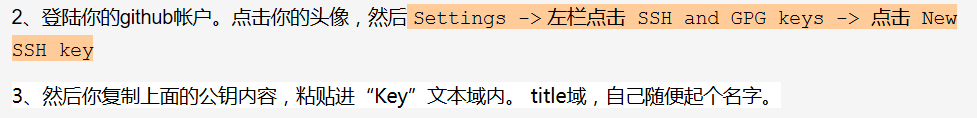 2、登陆你的github帐户。点击你的头像，然后 Settings -> 左栏点击 SSH and GPG keys -> 点击 New
SSH key
3、然后你复制上面的公钥内容，粘贴进“Key”文本域内。 title域，自己随便起个名字。